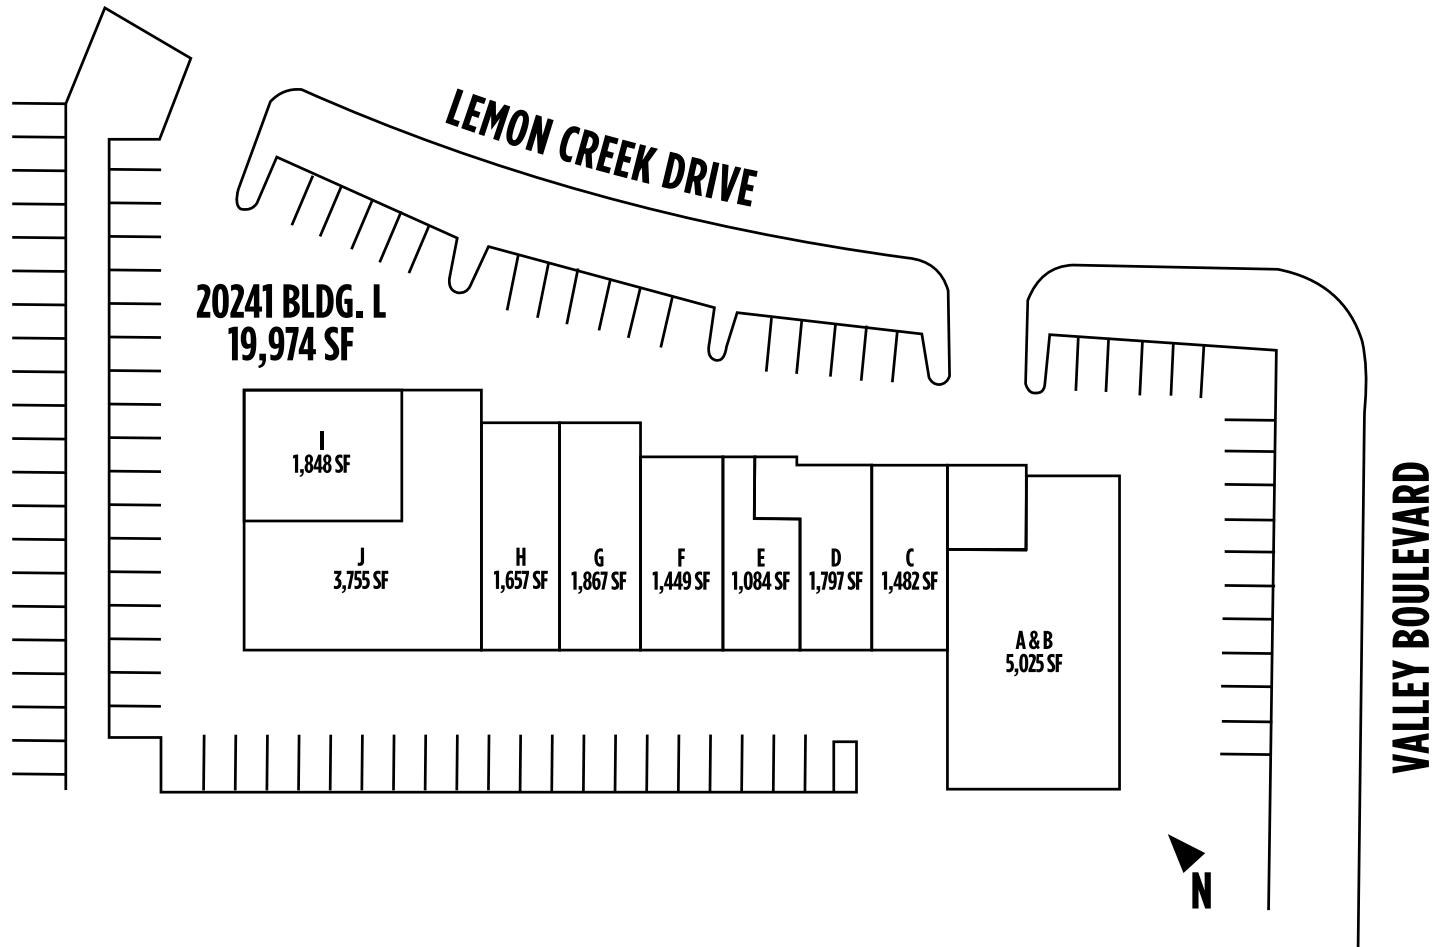 LEMON CREEK DRIVE
20241 BLDG. L
19,974 SF
I
1,848 SF
J
3,755 SF
H
1,657 SF
G
1,867 SF
F
1,449 SF
E
1,084 SF
D
1,797 SF
C
1,482 SF
A & B
5,025 SF
VALLEY BOULEVARD
N